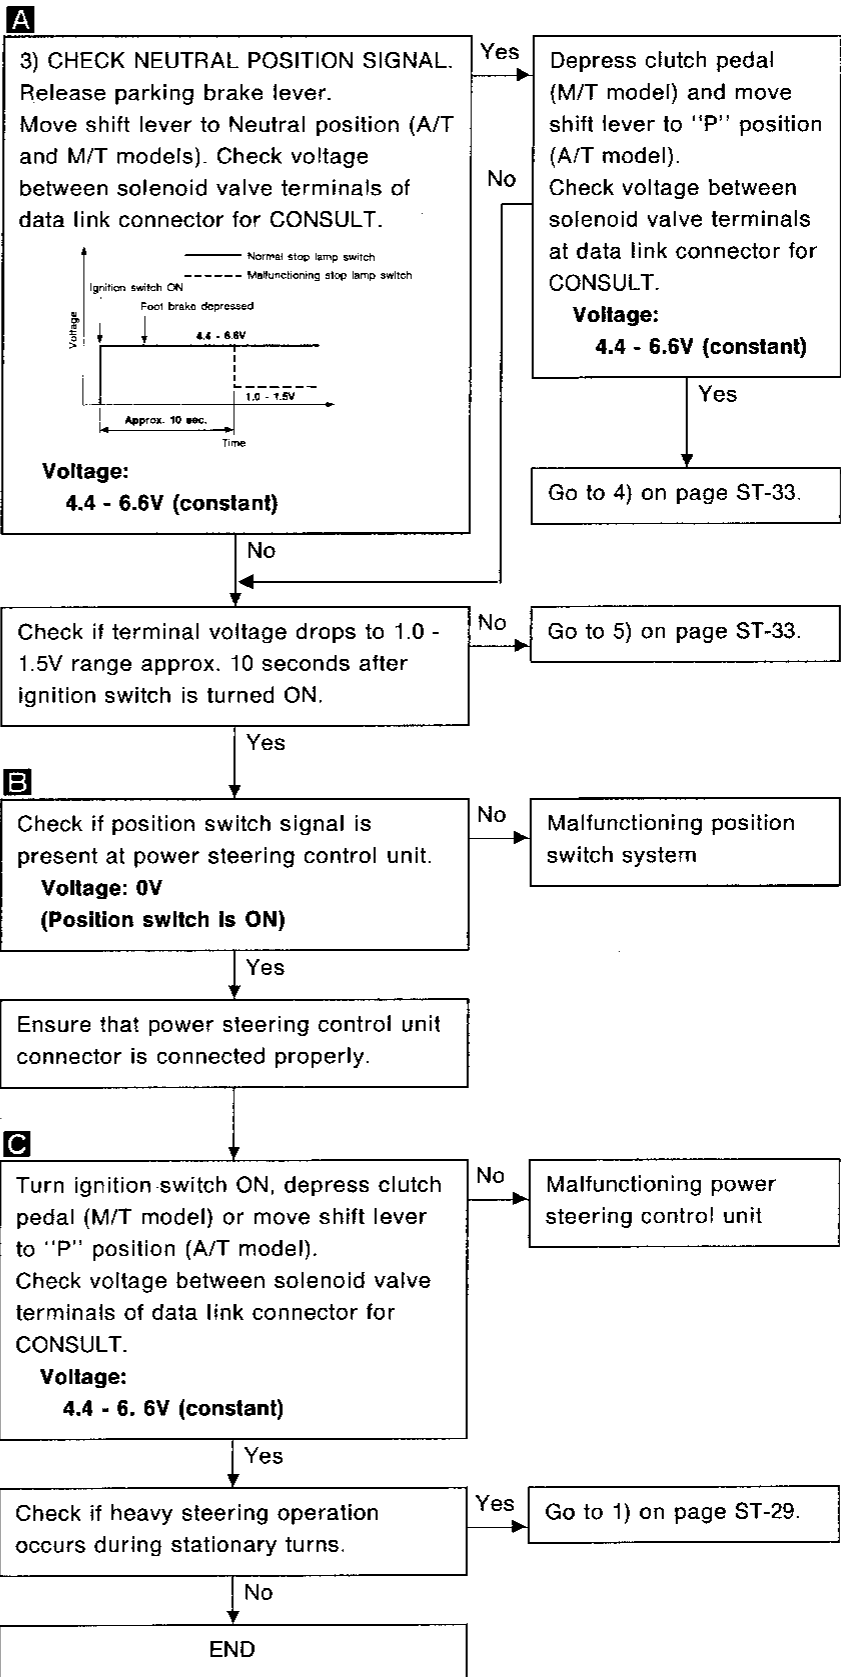 A
3) CHECK NEUTRAL POSITION SIGNAL.
Release parking brake lever.
Move shift lever to Neutral position (A/T
and M/T models). Check voltage
between solenoid valve terminals of
data link connector for CONSULT.
Normal stop lamp switch
Malfunctioning stop lamp switch
Ignition switch ON
Foot brake depressed
Voltage
4.4 - 6.6V
1.0 - 1.5V
Approx. 10 sec.
Time
Voltage:
4.4 - 6.6V (constant)
Yes
Depress clutch pedal
(M/T model) and move
shift lever to "P" position
(A/T model).
Check voltage between
solenoid valve terminals
at data link connector for
CONSULT.
Voltage:
4.4 - 6.6V (constant)
No
Yes
Go to 4) on page ST-33.
No
Check if terminal voltage drops to 1.0 -
1.5V range approx. 10 seconds after
ignition switch is turned ON.
No
Go to 5) on page ST-33.
Yes
B
Check if position switch signal is
present at power steering control unit.
Voltage: 0V
(Position switch is ON)
No
Malfunctioning position
switch system
Yes
Ensure that power steering control unit
connector is connected properly.
C
Turn ignition switch ON, depress clutch
pedal (M/T model) or move shift lever
to "P" position (A/T model).
Check voltage between solenoid valve
terminals of data link connector for
CONSULT.
Voltage:
4.4 - 6. 6V (constant)
No
Malfunctioning power
steering control unit
Yes
Check if heavy steering operation
occurs during stationary turns.
Yes
Go to 1) on page ST-29.
No
END